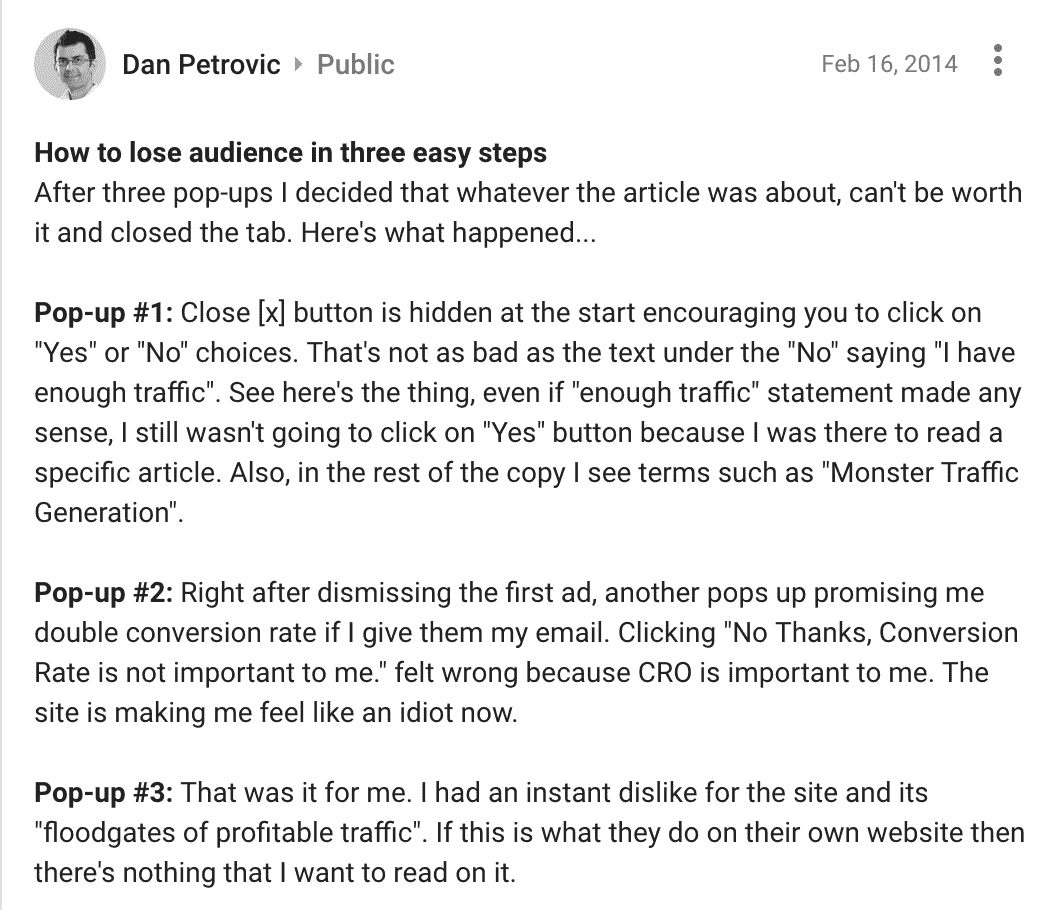 Dan Petrovic ▸ Public
Feb 16, 2014
How to lose audience in three easy steps
After three pop-ups I decided that whatever the article was about, can't be worth
it and closed the tab. Here's what happened...
Pop-up #1: Close [x] button is hidden at the start encouraging you to click on
"Yes" or "No" choices. That's not as bad as the text under the "No" saying "I have
enough traffic". See here's the thing, even if "enough traffic" statement made any
sense, I still wasn't going to click on "Yes" button because I was there to read a
specific article. Also, in the rest of the copy I see terms such as "Monster Traffic
Generation".
Pop-up #2: Right after dismissing the first ad, another pops up promising me
double conversion rate if I give them my email. Clicking "No Thanks, Conversion
Rate is not important to me." felt wrong because CRO is important to me. The
site is making me feel like an idiot now.
Pop-up #3: That was it for me. I had an instant dislike for the site and its
"floodgates of profitable traffic". If this is what they do on their own website then
there's nothing that I want to read on it.